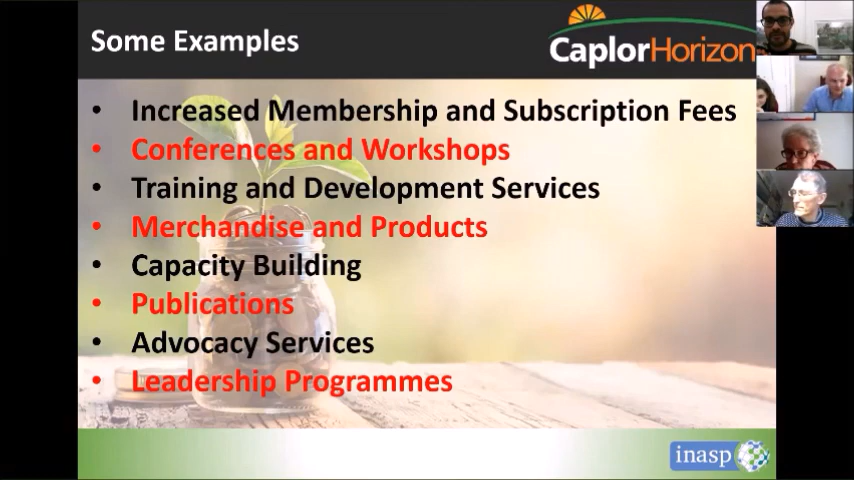 Some Examples
CaplorHorizon
• Increased Membership and Subscription Fees
• Conferences and Workshops
• Training and Development Services
• Merchandise and Products
• Capacity Building
• Publications
• Advocacy Services
• Leadership Programmes
inasp